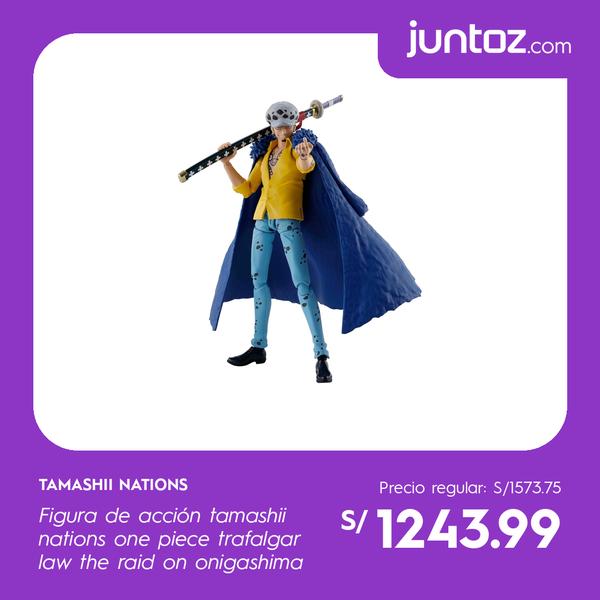 juntoz.com
TAMASHII NATIONS
Figura de acción tamashii
nations one piece trafalgar
law the raid on onigashima
Precio regular: S/1573.75
S/ 1243.99